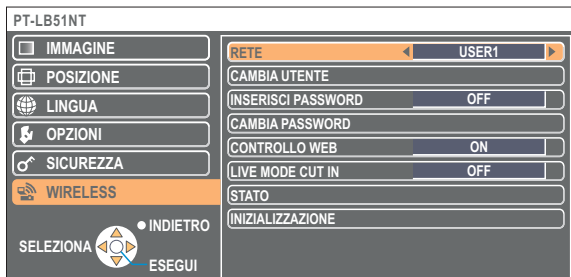 PT-LB51NT
IMMAGINE
POSIZIONE
LINGUA
OPZIONI
SICUREZZA
WIRELESS
INDIETRO
SELEZIONA
ESEGUI
RETE USER1
CAMBIA UTENTE
INSERISCI PASSWORD OFF
CAMBIA PASSWORD
CONTROLLO WEB ON
LIVE MODE CUT IN OFF
STATO
INIZIALIZZAZIONE